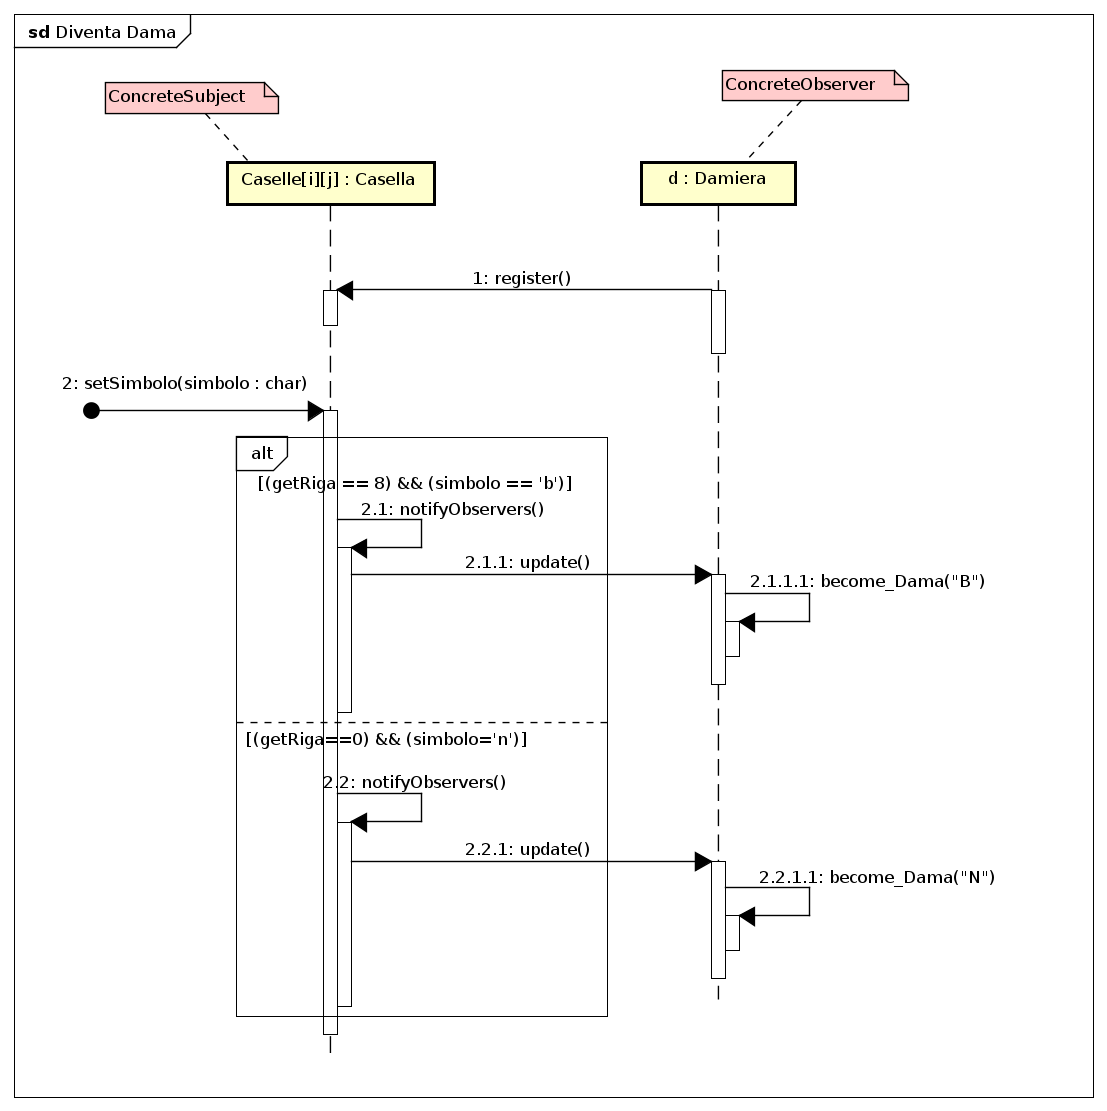 sd Diventa Dama
ConcreteSubject
ConcreteObserver
Caselle[i][j] : Casella
d : Damiera
1: register()
2: setSimbolo(simbolo : char)
alt
[(getRiga == 8) && (simbolo == 'b')]
2.1: notifyObservers()
2.1.1: update()
2.1.1.1: become_Dama("B")
[(getRiga==0) && (simbolo='n')]
2.2: notifyObservers()
2.2.1: update()
2.2.1.1: become_Dama("N")